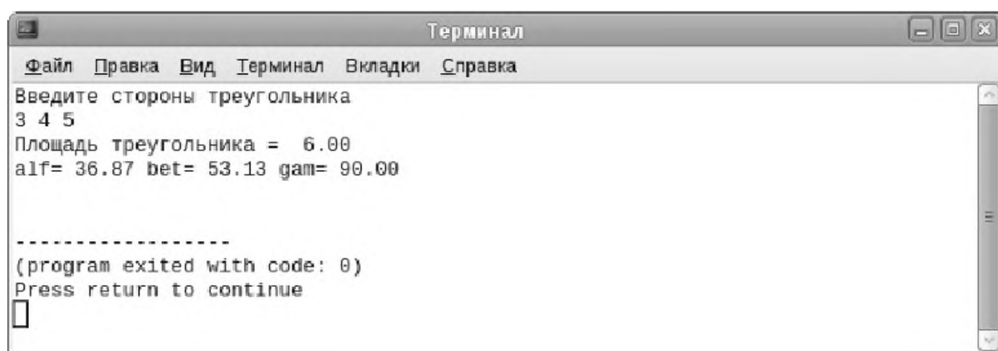 Терминал
Файл Правка Вид Терминал Вкладки Справка
Введите стороны треугольника
3 4 5
Площадь треугольника =  6.00
alf= 36.87 bet= 53.13 gam= 90.00
------------------
(program exited with code: 0)
Press return to continue